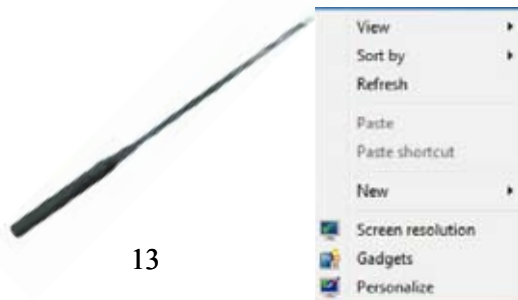 View
Sort by
Refresh
Paste
Paste shortcut
New
Screen resolution
Gadgets
Personalize
13